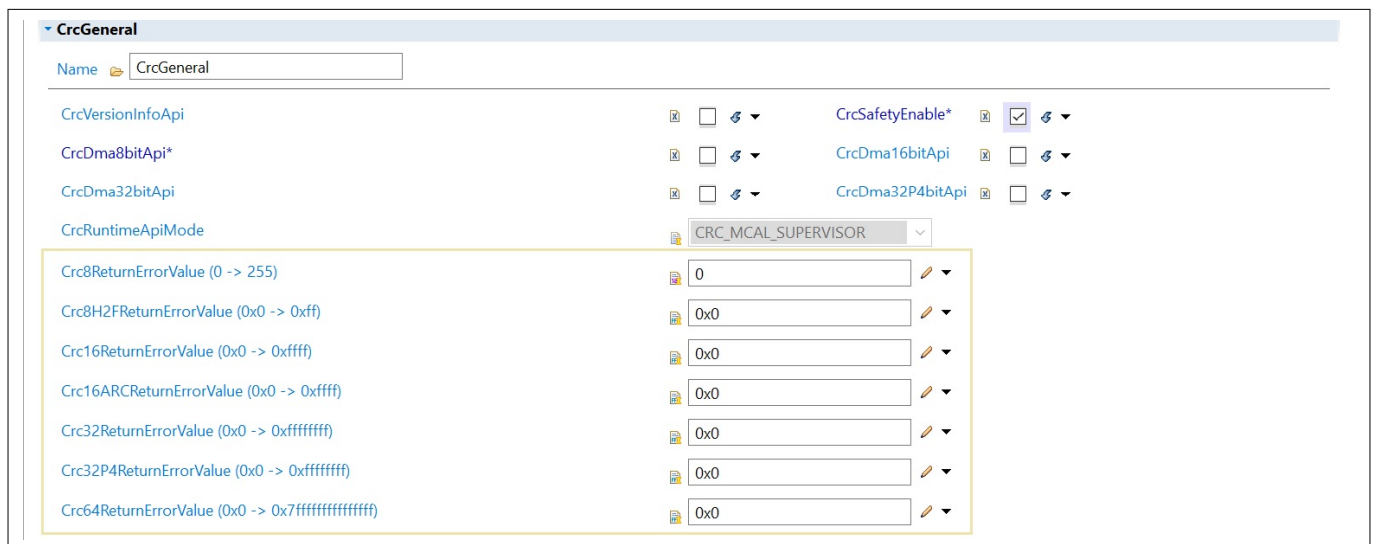 CrcGeneral
Name CrcGeneral
CrcVersionInfoApi CrcSafetyEnable*
CrcDma8bitApi* CrcDma16bitApi
CrcDma32bitApi CrcDma32P4bitApi
CrcRuntimeApiMode CRC_MCAL_SUPERVISOR
Crc8ReturnErrorValue (0 -> 255) 0
Crc8H2FReturnErrorValue (0x0 -> 0xff) 0x0
Crc16ReturnErrorValue (0x0 -> 0xffff) 0x0
Crc16ARCReturnErrorValue (0x0 -> 0xffff) 0x0
Crc32ReturnErrorValue (0x0 -> 0xffffffff) 0x0
Crc32P4ReturnErrorValue (0x0 -> 0xffffffff) 0x0
Crc64ReturnErrorValue (0x0 -> 0x7fffffffffffffff) 0x0